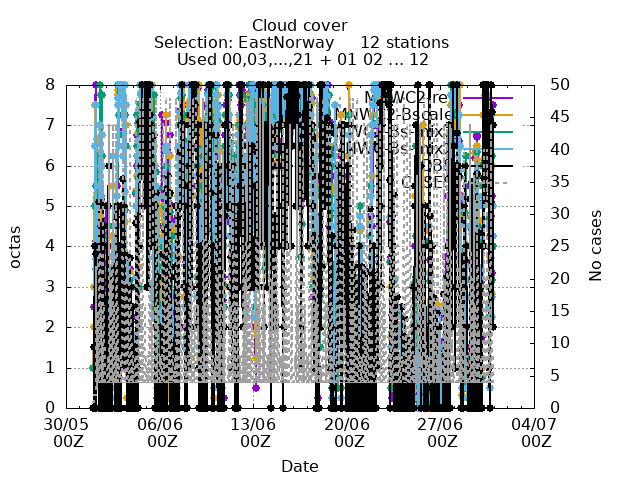 Cloud cover
Selection: EastNorway 12 stations
Used 00,03,...,21 + 01 02 ... 12
8
7
6
5
4
3
2
1
0
50
45
40
35
30
25
20
15
10
5
0
octas
No cases
30/05 06/06 13/06 20/06 27/06 04/07
00Z 00Z 00Z 00Z 00Z 00Z
Date